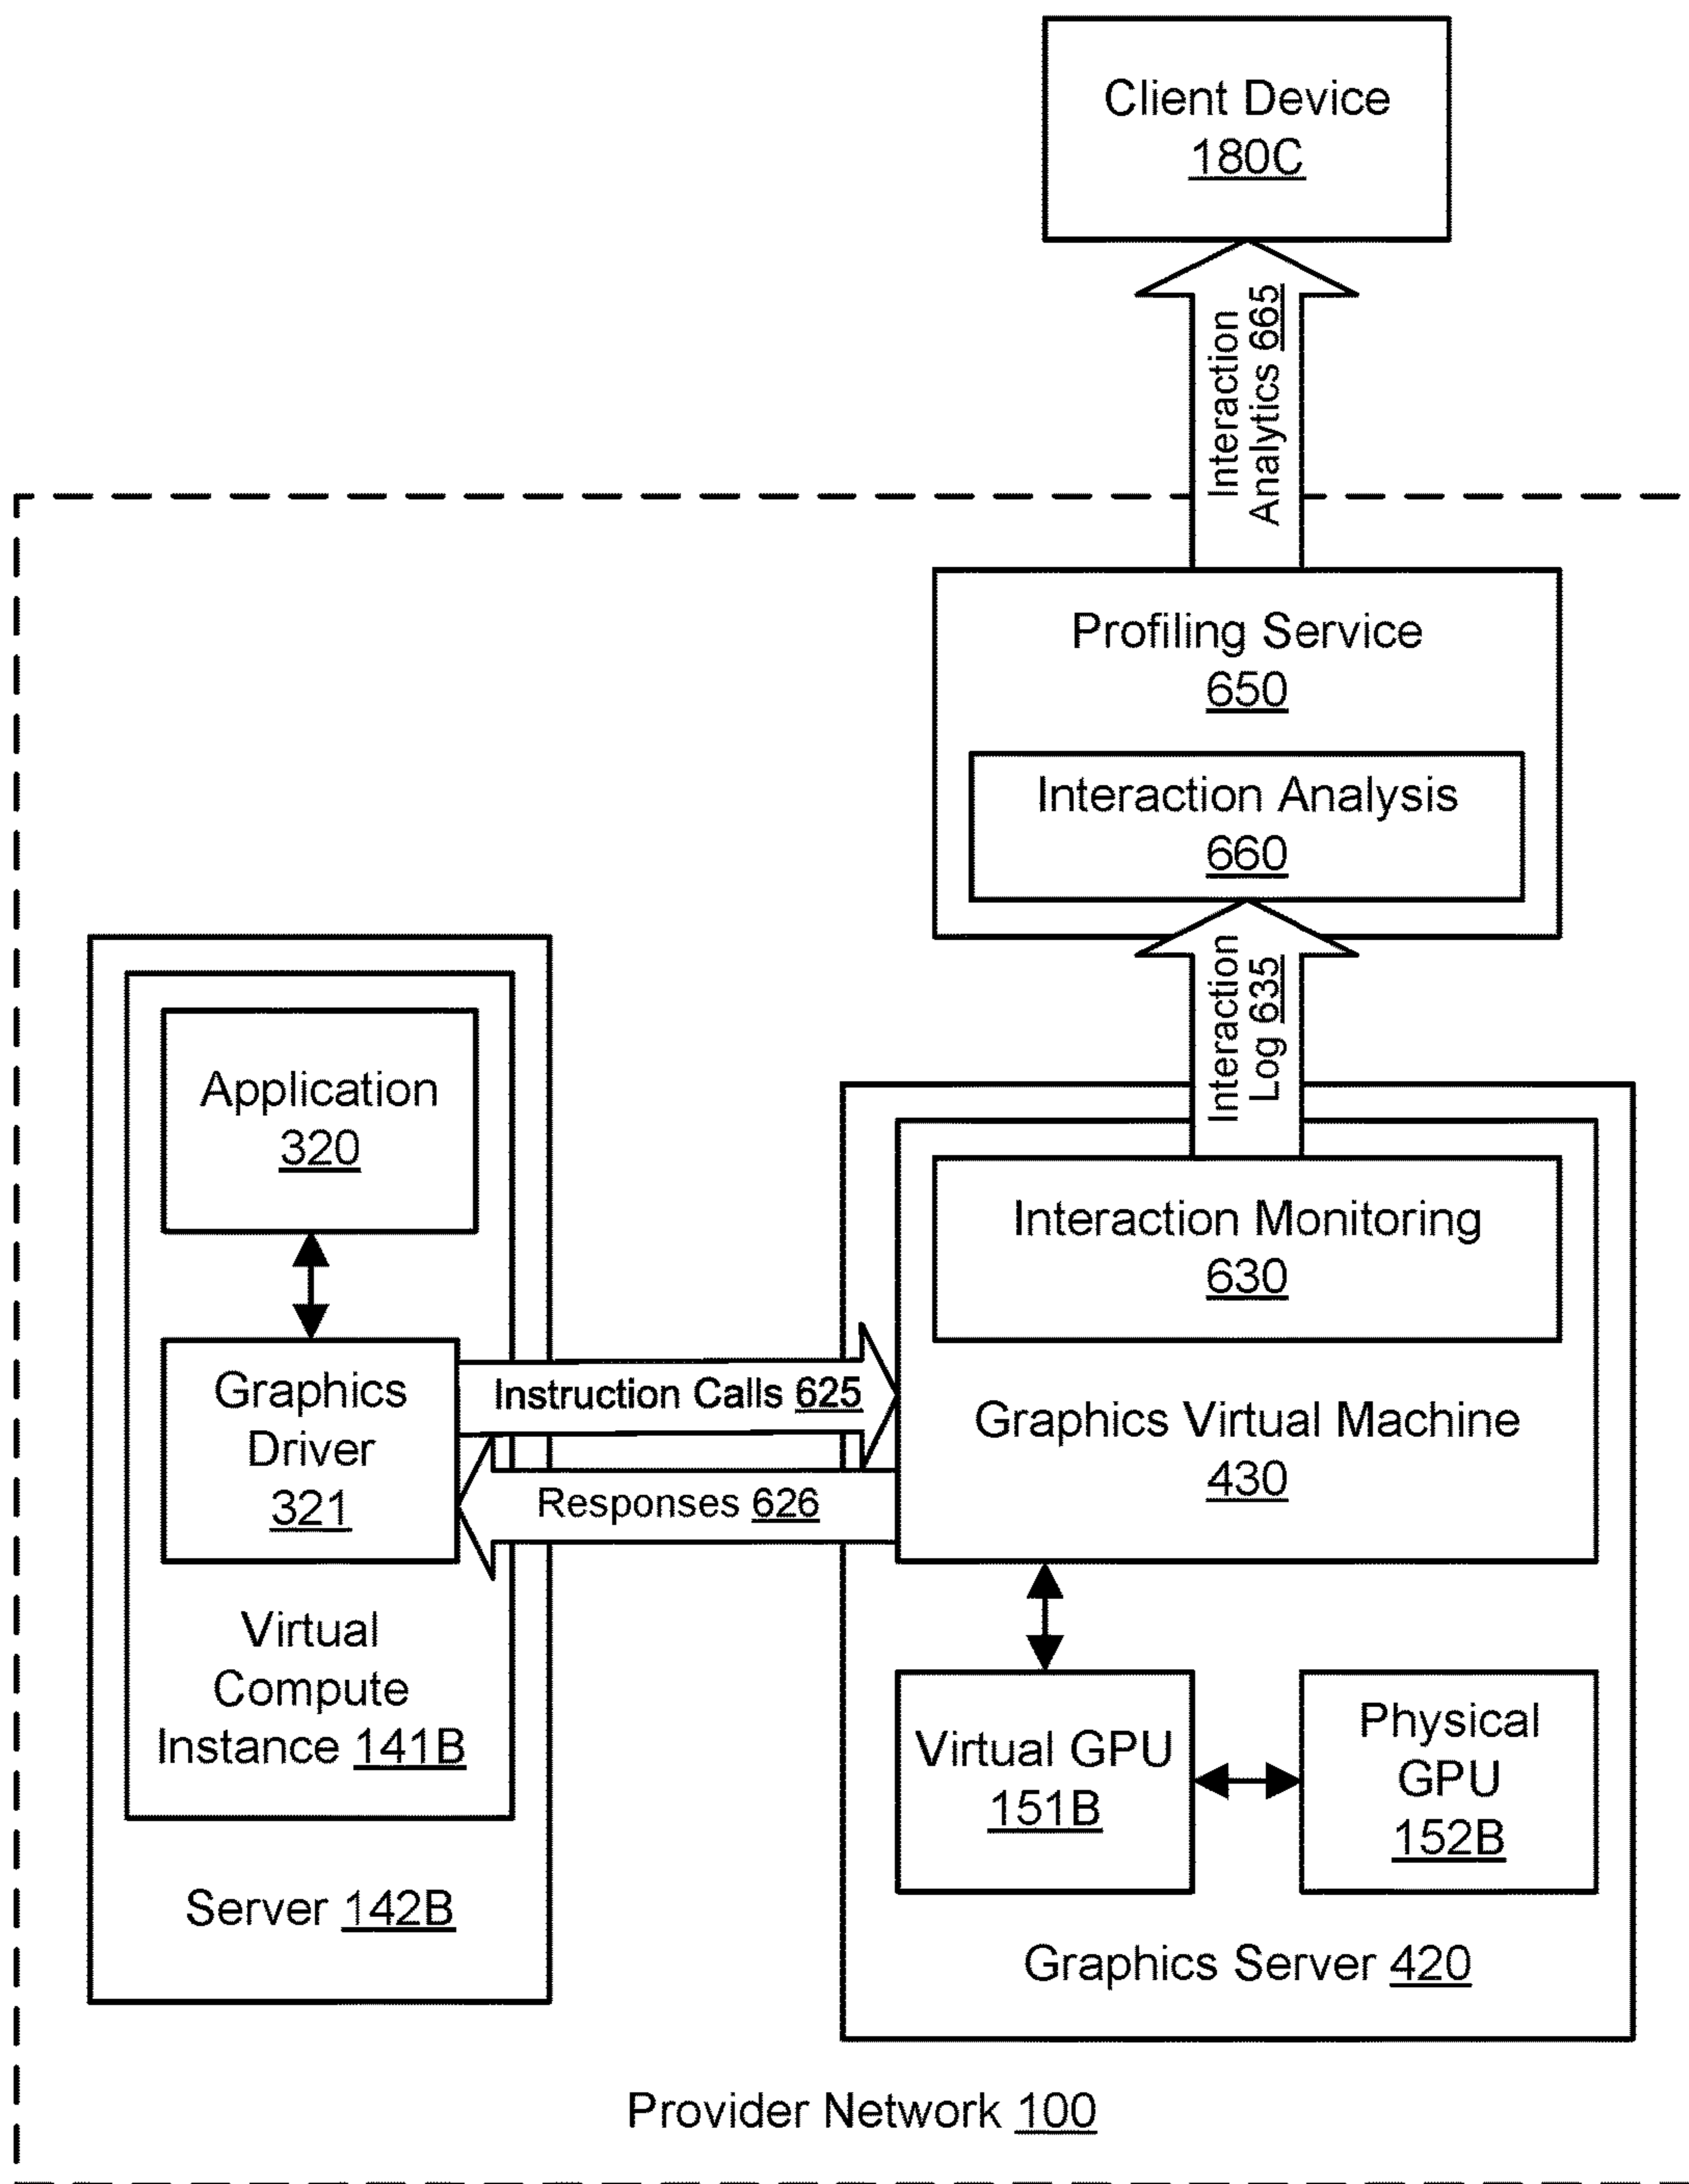 Client Device
180C
Interaction
Analytics 665
Profiling Service
650
Interaction Analysis
660
Interaction
Log 635
Application
320
Interaction Monitoring
630
Graphics
Driver
321
Instruction Calls 625
Responses 626
Graphics Virtual Machine
430
Virtual
Compute
Instance 141B
Virtual GPU
151B
Physical
GPU
152B
Server 142B
Graphics Server 420
Provider Network 100